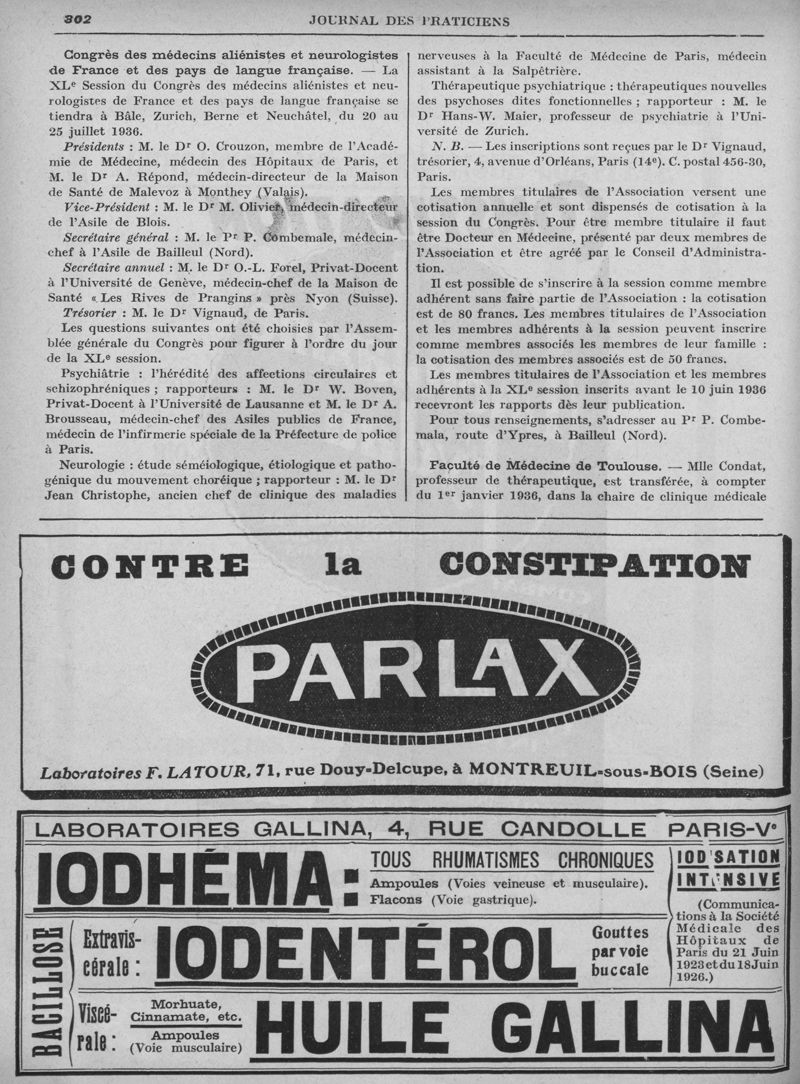 302
JOURNAL DES PRATICIENS
Congrès des médecins aliénistes et neurologistes
de France et des pays de langue française. — La
XLe Session du Congrès des médecins aliénistes et neu-
rologistes de France et des pays de langue française se
tiendra à Bâle, Zurich, Berne et Neuchâtel, du 20 au
25 juillet 1936.
Présidents : M. le Dr O. Crouzon, membre de l'Acadé-
mie de Médecine, médecin des Hôpitaux de Paris, et
M. le Dr A. Répond, médecin-directeur de la Maison
de Santé de Malevoz à Monthey (Valais).
Vice-Président : M. le Dr M. Olivier, médecin-directeur
de l'Asile de Blois.
Secrétaire général : M. le Pr P. Combemale, médecin-
chef à l'Asile de Bailleul (Nord).
Secrétaire annuel : M. le Dr O.-L. Forel, Privat-Docent
à l'Université de Genève, médecin-chef de la Maison de
Santé « Les Rives de Prangins » près Nyon (Suisse).
Trésorier : M. le Dr Vignaud, de Paris.
Les questions suivantes ont été choisies par l'Assem-
blée générale du Congrès pour figurer à l'ordre du jour
de la XLe session.
Psychiâtrie : l'hérédité des affections circulaires et
schizophréniques ; rapporteurs : M. le Dr W. Boven,
Privat-Docent à l'Université de Lausanne et M. le Dr A.
Brousseau, médecin-chef des Asiles publics de France,
médecin de l'infirmerie spéciale de la Préfecture de police
à Paris.
Neurologie : étude séméiologique, étiologique et patho-
génique du mouvement choréique ; rapporteur : M. le Dr
Jean Christophe, ancien chef de clinique des maladies
nerveuses à la Faculté de Médecine de Paris, médecin
assistant à la Salpêtrière.
Thérapeutique psychiatrique : thérapeutiques nouvelles
des psychoses dites fonctionnelles ; rapporteur : M. le
Dr Hans-W. Maier, professeur de psychiatrie à l'Uni-
versité de Zurich.
N. B. — Les inscriptions sont reçues par le Dr Vignaud,
trésorier, 4, avenue d'Orléans, Paris (14e). C. postal 456-30,
Paris.
Les membres titulaires de l'Association versent une
cotisation annuelle et sont dispensés de cotisation à la
session du Congrès. Pour être membre titulaire il faut
être Docteur en Médecine, présenté par deux membres de
l'Association et être agréé par le Conseil d'Administra-
tion.
Il est possible de s'inscrire à la session comme membre
adhérent sans faire partie de l'Association : la cotisation
est de 80 francs. Les membres titulaires de l'Association
et les membres adhérents à la session peuvent inscrire
comme membres associés les membres de leur famille :
la cotisation des membres associés est de 50 francs.
Les membres titulaires de l'Association et les membres
adhérents à la XLe session inscrits avant le 10 juin 1936
recevront les rapports dès leur publication.
Pour tous renseignements, s'adresser au Pr P. Combe-
mala, route d'Ypres, à Bailleul (Nord).
Faculté de Médecine de Toulouse. — Mlle Condat,
professeur de thérapeutique, est transférée, à compter
du 1er janvier 1936, dans la chaire de clinique médicale
CONTRE la CONSTIPATION
PARLAX
Laboratoires F. LATOUR, 71, rue Douy-Delcupe, à MONTREUIL-sous-BOIS (Seine)
LABORATOIRES GALLINA, 4, RUE CANDOLLE PARIS-Ve
IODHÉMA :
TOUS RHUMATISMES CHRONIQUES
Ampoules (Voies veineuse et musculaire).
Flacons (Voie gastrique).
IODISATION
INTENSIVE
(Communica-
tions à la Société
Médicale des
Hôpitaux de
Paris du 21 Juin
1923 et du 18 Juin
1926.)
BACILLOSE
Extravis-
cérale :
IODENTÉROL
Gouttes
par voie
buccale
Viscé-
rale :
Morhuate,
Cinnamate, etc.
Ampoules
(Voie musculaire)
HUILE GALLINA